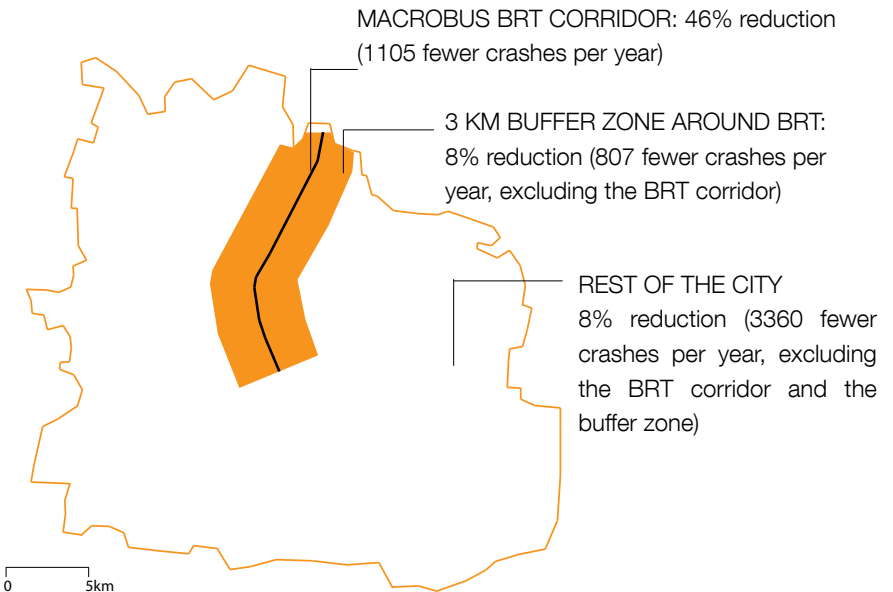 MACROBUS BRT CORRIDOR: 46% reduction
(1105 fewer crashes per year)
3 KM BUFFER ZONE AROUND BRT:
8% reduction (807 fewer crashes per
year, excluding the BRT corridor)
REST OF THE CITY
8% reduction (3360 fewer
crashes per year, excluding
the BRT corridor and the
buffer zone)
0 5km